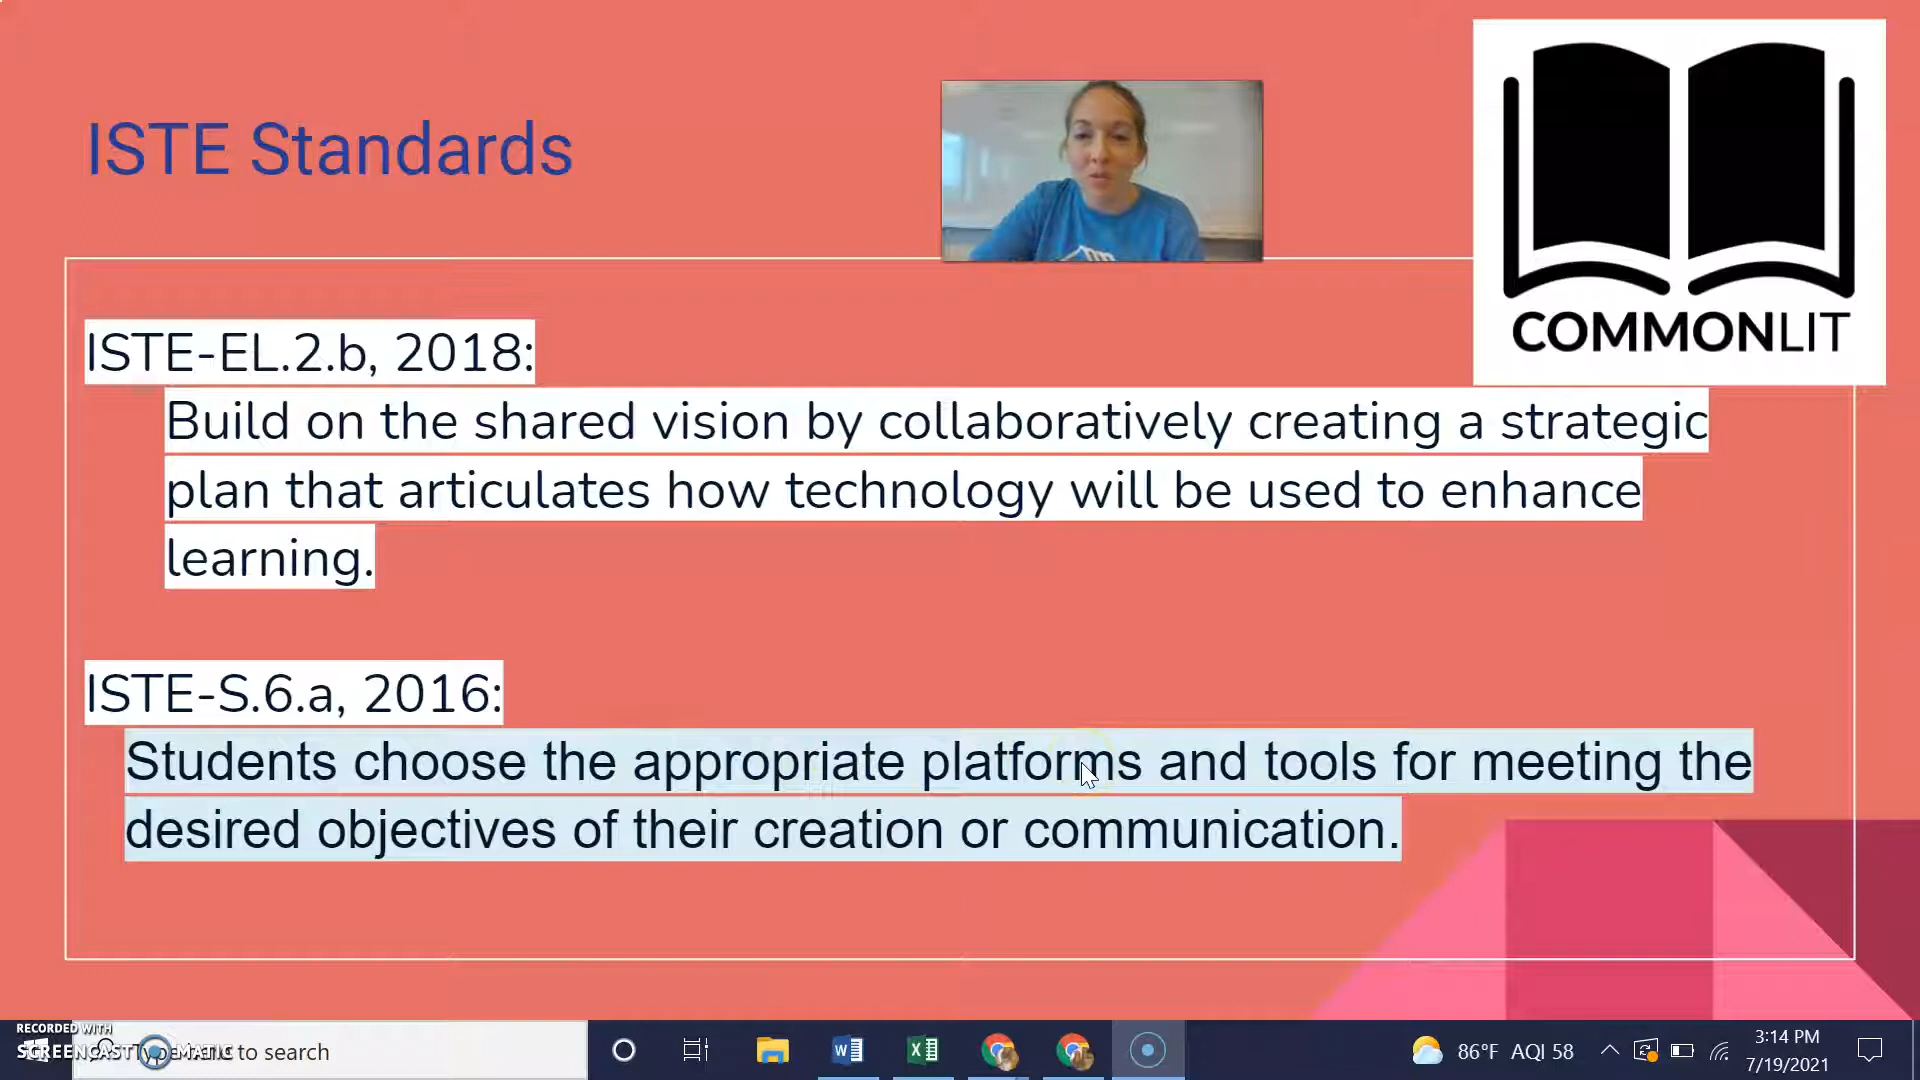 ISTE Standards
COMMONLIT
ISTE-EL.2.b, 2018:
Build on the shared vision by collaboratively creating a strategic
plan that articulates how technology will be used to enhance
learning.
ISTE-S.6.a, 2016:
Students choose the appropriate platforms and tools for meeting the
desired objectives of their creation or communication.
RECORDED WITH
SCREENCAST MATIC
Type to search
86°F AQI 58
3:14 PM
7/19/2021